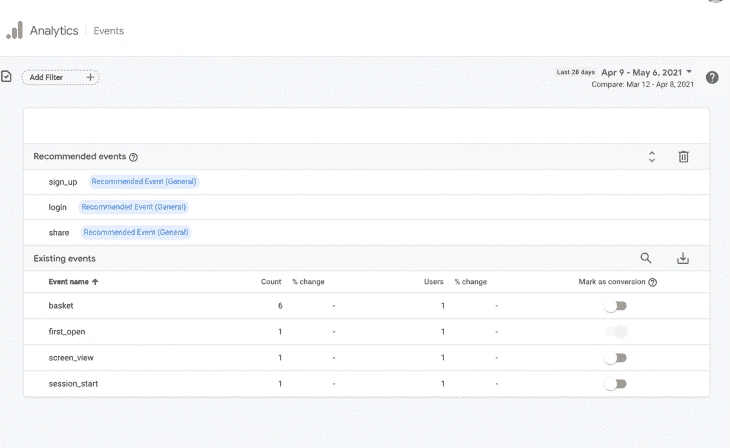 Analytics Events
Add Filter +
Last 28 days Apr 9 - May 6, 2021
Compare: Mar 12 - Apr 8, 2021
Recommended events
sign_up Recommended Event (General)
login Recommended Event (General)
share Recommended Event (General)
Existing events
Event name Count % change Users % change Mark as conversion
basket 6 - 1 -
first_open 1 - 1 -
screen_view 1 - 1 -
session_start 1 - 1 -